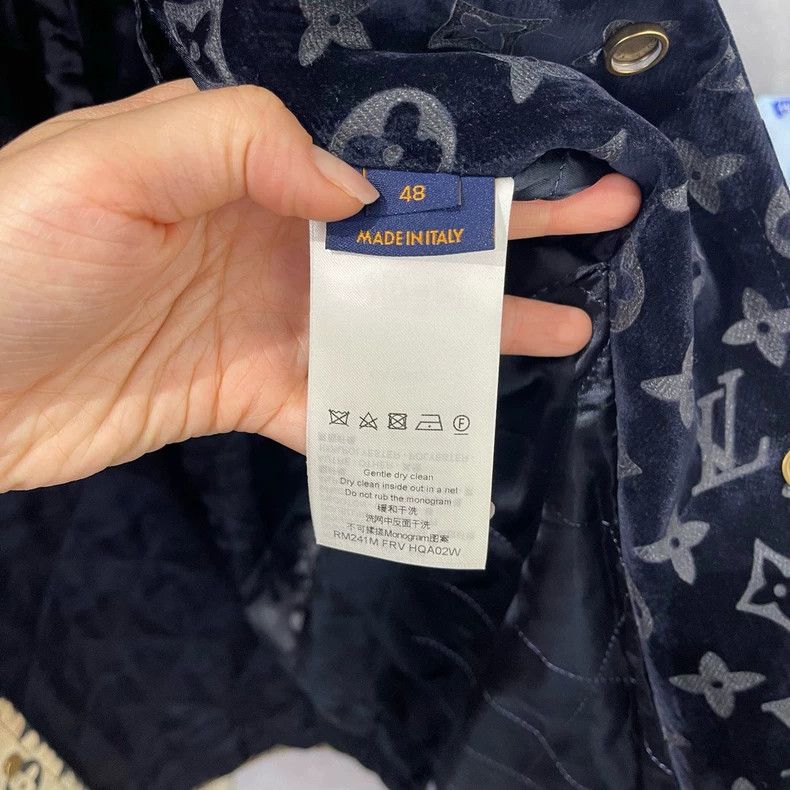 48
MADE IN ITALY
F
Gentle dry clean
Dry clean inside out in a net
Do not rub the monogram
缓和干洗
洗网中反面干洗
不可揉搓Monogram图案
RM241M FRV HQA02W
LV